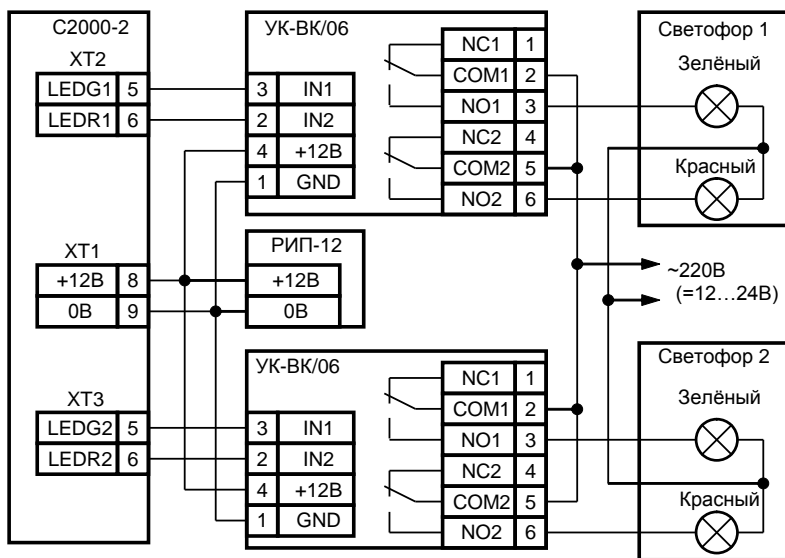 С2000-2
XT2
LEDG1 5
LEDR1 6
XT1
+12В 8
0В 9
XT3
LEDG2 5
LEDR2 6
УК-ВК/06
3 IN1
2 IN2
4 +12В
1 GND
NC1 1
COM1 2
NO1 3
NC2 4
COM2 5
NO2 6
РИП-12
+12В
0В
УК-ВК/06
3 IN1
2 IN2
4 +12В
1 GND
NC1 1
COM1 2
NO1 3
NC2 4
COM2 5
NO2 6
Светофор 1
Зелёный
Красный
~220В
(=12…24В)
Светофор 2
Зелёный
Красный